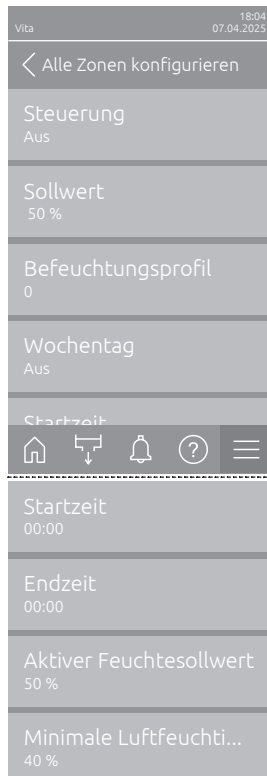 18:04
Vita 07.04.2025
Alle Zonen konfigurieren
Steuerung
Aus
Sollwert
50 %
Befeuchtungsprofil
0
Wochentag
Aus
Startzeit
?
Startzeit
00:00
Endzeit
00:00
Aktiver Feuchtesollwert
50 %
Minimale Luftfeuchti...
40 %